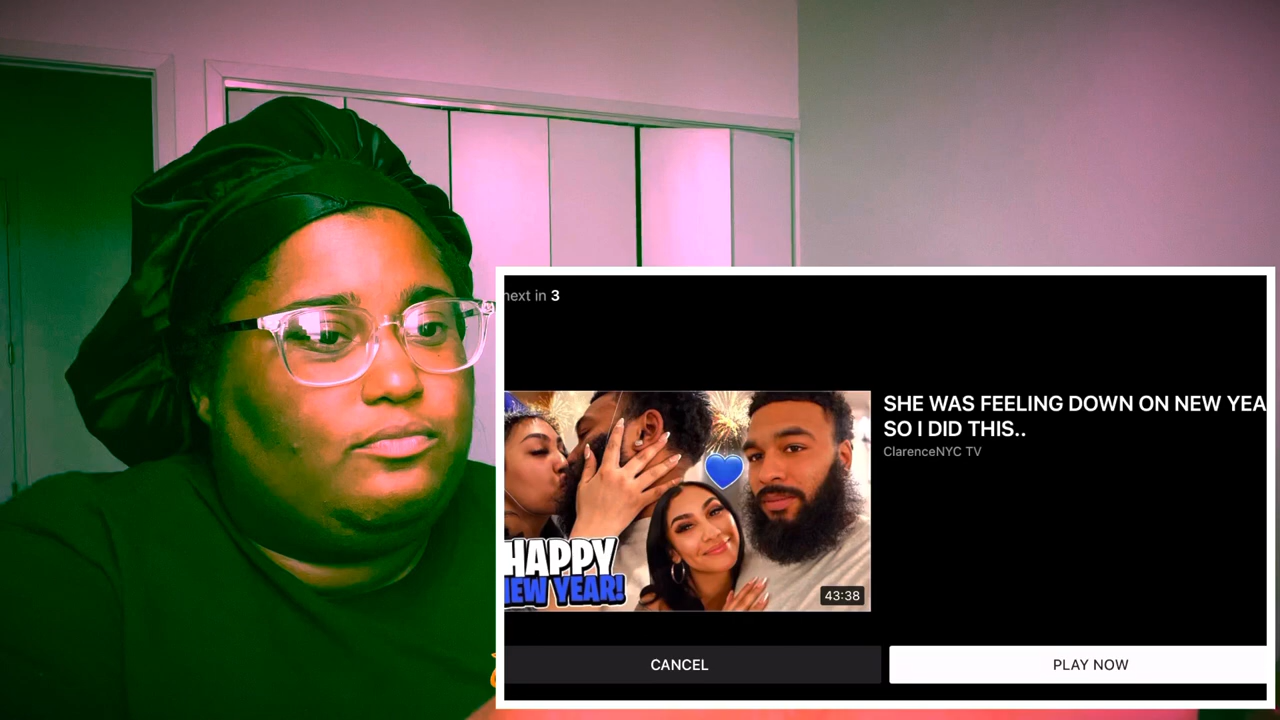 next in 3
SHE WAS FEELING DOWN ON NEW YEA
SO I DID THIS..
ClarenceNYC TV
HAPPY
NEW YEAR!
43:38
CANCEL
PLAY NOW